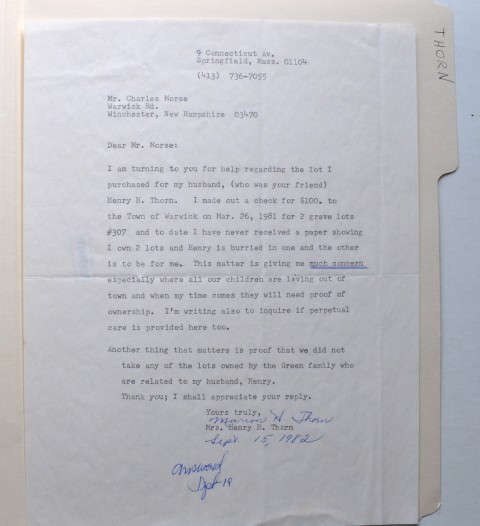 THORN
9 Connecticut Av.
Springfield, Mass. 01104
(413) 736-7055
Mr. Charles Morse
Warwick Rd.
Winchester, New Hampshire 03470
Dear Mr. Morse:
I am turning to you for help regarding the lot I
purchased for my husband, (who was your friend)
Henry H. Thorn. I made out a check for $100. to
the Town of Warwick on Mar. 26, 1981 for 2 grave lots
#307 and to date I have never received a paper showing
I own 2 lots and Henry is burried in one and the other
is to be for me. This matter is giving me much concern
especially where all our children are living out of
town and when my time comes they will need proof of
ownership. I'm writing also to inquire if perpetual
care is provided here too.
Another thing that matters is proof that we did not
take any of the lots owned by the Green family who
are related to my husband, Henry.
Thank you; I shall appreciate your reply.
Yours truly,
Marion H. Thorn
Mrs. Henry H. Thorn
Sept. 15, 1982
answered
Sept 19